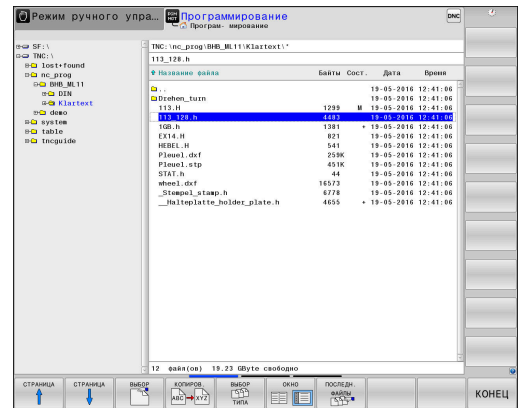 Режим ручного упра...
PGM
Программирование
Програм- мирование
DNC
SF:\
TNC:\
lost+found
nc_prog
BHB_ML11
DIN
Klartext
demo
system
table
tncguide
TNC:\nc_prog\BHB_ML11\Klartext\*
113_128.h
Название файла Байты Сост. Дата Время
.. 19-05-2016 12:41:06
Drehen_turn 19-05-2016 12:41:06
113.H 1299 M 19-05-2016 12:41:06
113_128.h 4483 19-05-2016 12:41:06
1GB.h 1381 + 19-05-2016 12:41:06
EX14.H 821 19-05-2016 12:41:06
HEBEL.H 541 19-05-2016 12:41:06
Pleuel.dxf 259K 19-05-2016 12:41:06
Pleuel.stp 451K 19-05-2016 12:41:06
STAT.h 44 19-05-2016 12:41:06
wheel.dxf 16573 19-05-2016 12:41:06
_Stempel_stamp.h 6778 19-05-2016 12:41:06
__Halteplatte_holder_plate.h 4655 + 19-05-2016 12:41:06
12 файл(ов) 19.23 GByte свободно
СТРАНИЦА
СТРАНИЦА
ВЫБОР
КОПИРОВ.
ABC XYZ
ВЫБОР
ТИПА
ОКНО
ПОСЛЕДН.
ФАЙЛЫ
КОНЕЦ